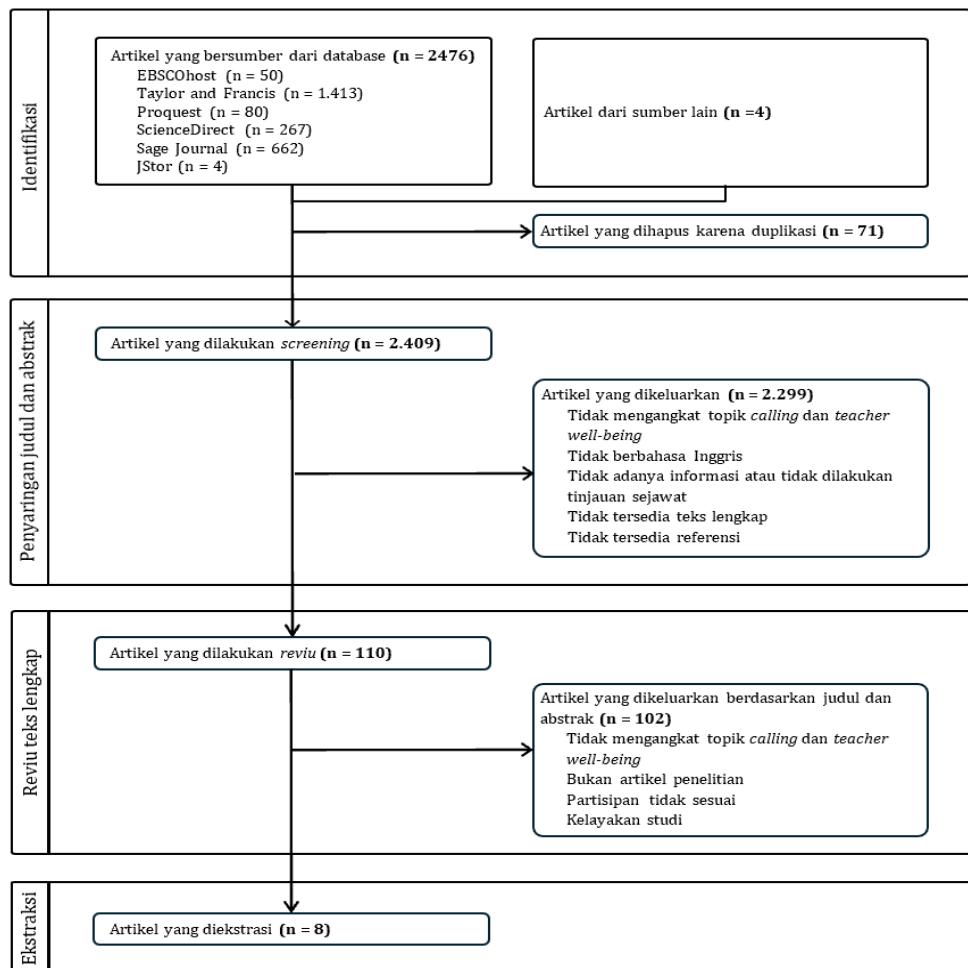 Identifikasi
Artikel yang bersumber dari database (n = 2476)
EBSCOhost (n = 50)
Taylor and Francis (n = 1.413)
Proquest (n = 80)
ScienceDirect (n = 267)
Sage Journal (n = 662)
JStor (n = 4)
Artikel dari sumber lain (n =4)
Artikel yang dihapus karena duplikasi (n = 71)
Penyaringan judul dan abstrak
Artikel yang dilakukan screening (n = 2.409)
Artikel yang dikeluarkan (n = 2.299)
Tidak mengangkat topik calling dan teacher
well-being
Tidak berbahasa Inggris
Tidak adanya informasi atau tidak dilakukan
tinjauan sejawat
Tidak tersedia teks lengkap
Tidak tersedia referensi
Reviu teks lengkap
Artikel yang dilakukan reviu (n = 110)
Artikel yang dikeluarkan berdasarkan judul dan
abstrak (n = 102)
Tidak mengangkat topik calling dan teacher
well-being
Bukan artikel penelitian
Partisipan tidak sesuai
Kelayakan studi
Ekstraksi
Artikel yang diekstrasi (n = 8)